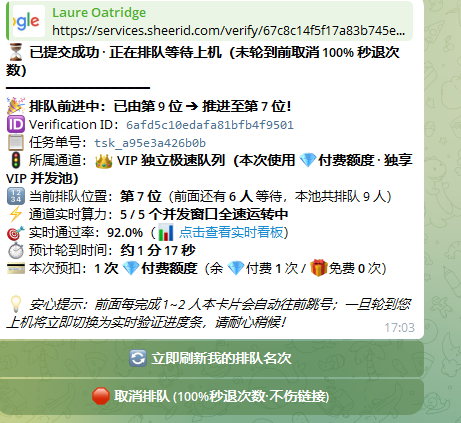 ogle
Laure Oatridge
https://services.sheerid.com/verify/67c8c14f5f17a83b745e...
⏳ 已提交成功 · 正在排队等待上机（未轮到前取消 100% 秒退次
数）
━━━━━━━━━━━━━━━━
🎉 排队前进中：已由第 9 位 ➔ 推进至第 7 位！
🆔 Verification ID：6afd5c10edafa81bfb4f9501
📋 任务单号：tsk_a95e3a426b0b
🚦 所属通道：👑 VIP 独立极速队列（本次使用 💎付费额度 · 独享
VIP 并发池）
🔢 当前排队位置：第 7 位（前面还有 6 人 等待，本池共排队 9 人）
⚡ 通道实时算力：5 / 5 个并发窗口全速运转中
🎯 实时通过率：92.0%（📊 点击查看实时看板）
⏱ 预计轮到时间：约 1 分 17 秒
💳 本次预扣：1 次 💎付费额度（余 💎付费 1 次 / 🎁免费 0 次）
💡 安心提示：前面每完成 1~2 人本卡片会自动往前跳号；一旦轮到您
上机将立即切换为实时验证进度条，请耐心稍候！
17:03
🔄 立即刷新我的排队名次
🛑 取消排队 (100%秒退次数·不伤链接)